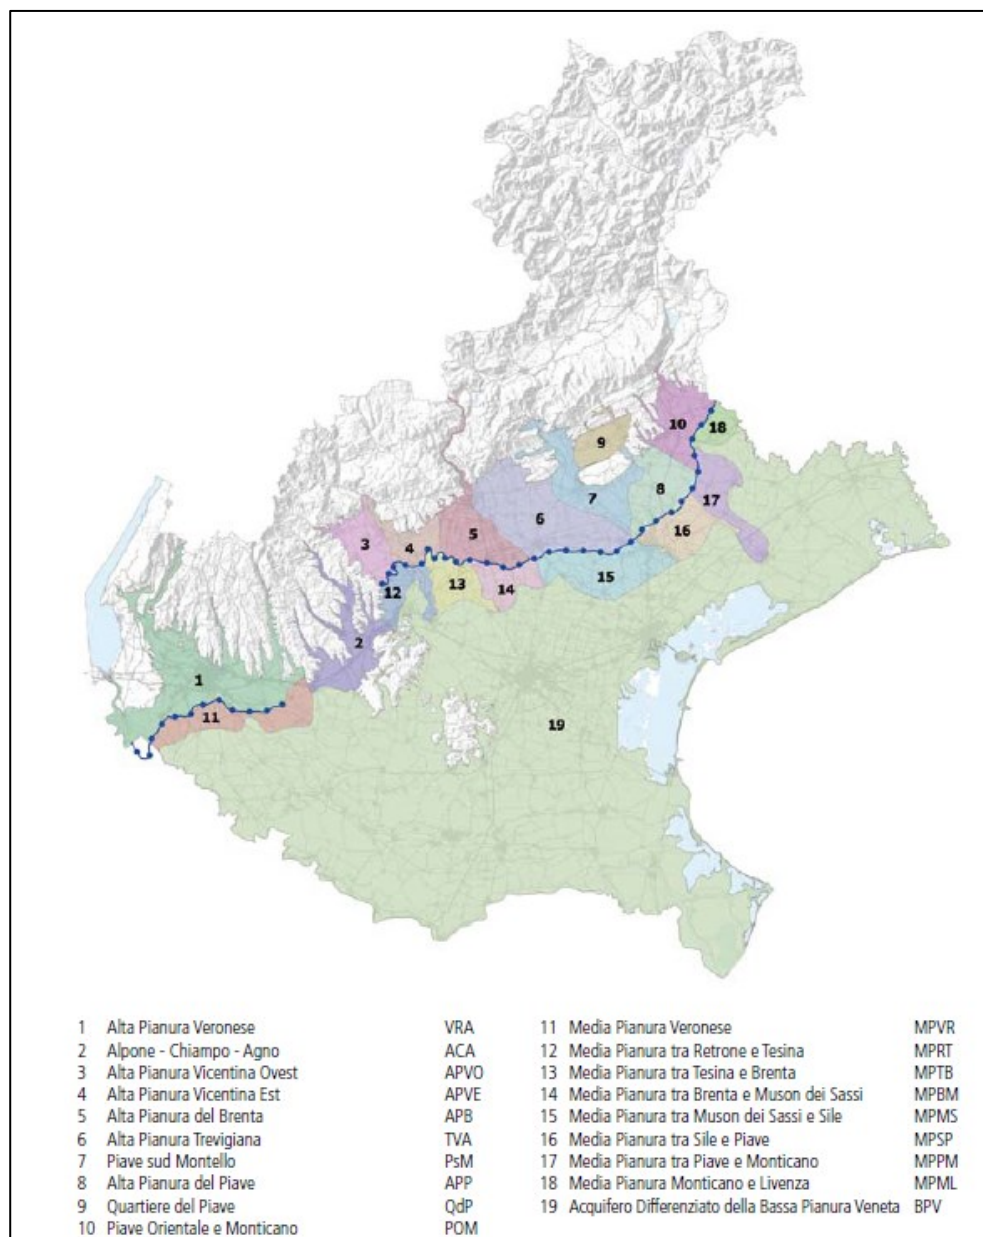 10
18
9
8
17
7
6
16
5
3
4
15
13
14
12
2
1
11
19
1 Alta Pianura Veronese VRA
2 Alpone - Chiampo - Agno ACA
3 Alta Pianura Vicentina Ovest APVO
4 Alta Pianura Vicentina Est APVE
5 Alta Pianura del Brenta APB
6 Alta Pianura Trevigiana TVA
7 Piave sud Montello PsM
8 Alta Pianura del Piave APP
9 Quartiere del Piave QdP
10 Piave Orientale e Monticano POM
11 Media Pianura Veronese MPVR
12 Media Pianura tra Retrone e Tesina MPRT
13 Media Pianura tra Tesina e Brenta MPTB
14 Media Pianura tra Brenta e Muson dei Sassi MPBM
15 Media Pianura tra Muson dei Sassi e Sile MPMS
16 Media Pianura tra Sile e Piave MPSP
17 Media Pianura tra Piave e Monticano MPPM
18 Media Pianura Monticano e Livenza MPML
19 Acquifero Differenziato della Bassa Pianura Veneta BPV